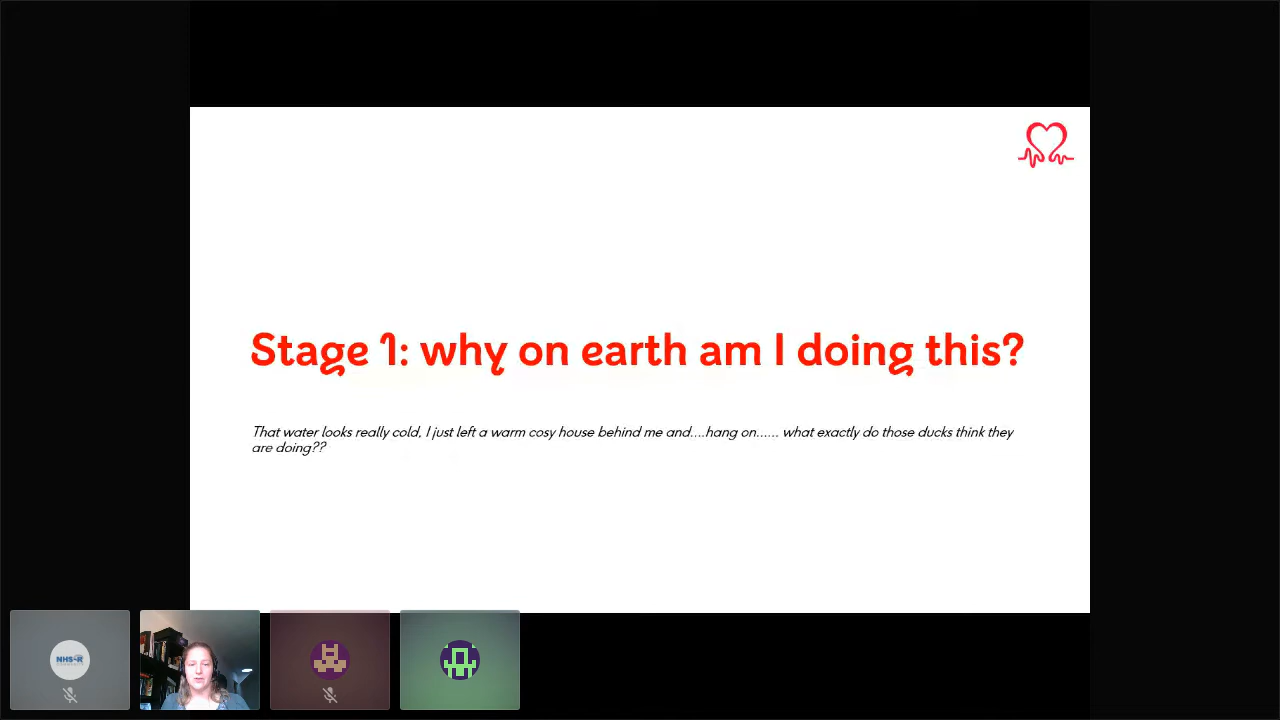 Stage 1: why on earth am I doing this?
That water looks really cold, I just left a warm cosy house behind me and....hang on...... what exactly do those ducks think they
are doing??
NHS-R